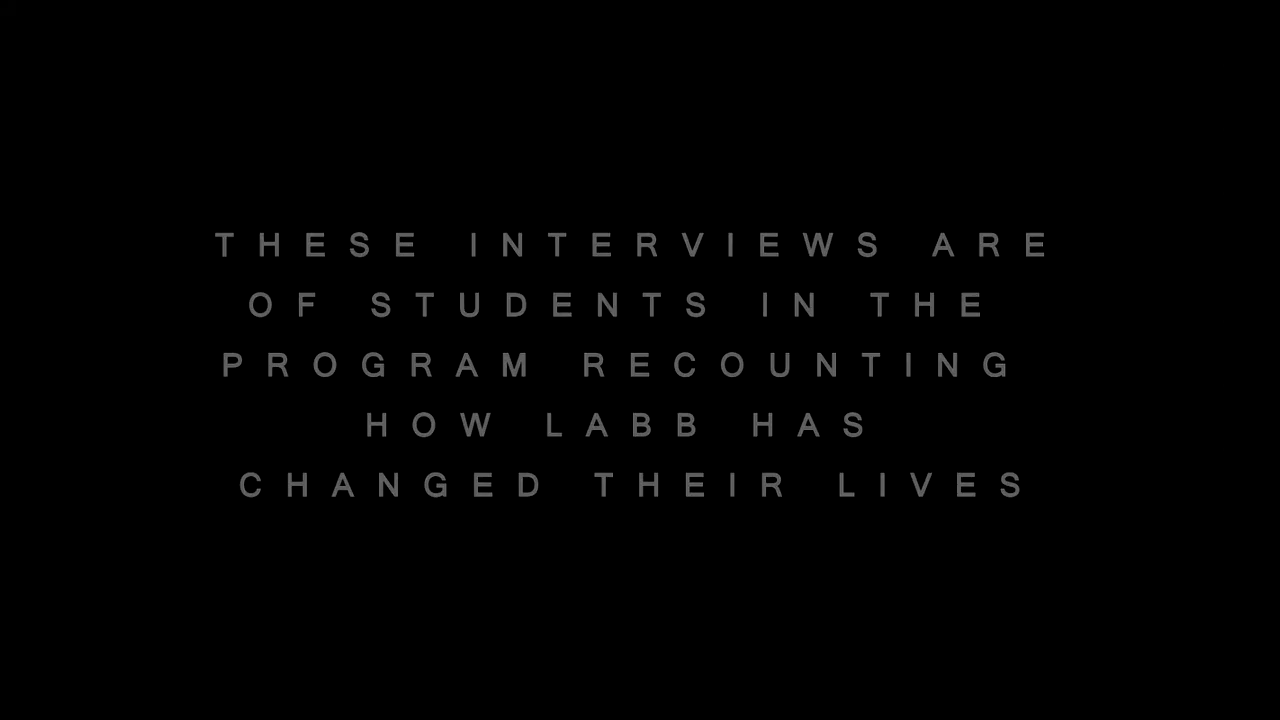 THESE INTERVIEWS ARE
OF STUDENTS IN THE
PROGRAM RECOUNTING
HOW LABB HAS
CHANGED THEIR LIVES